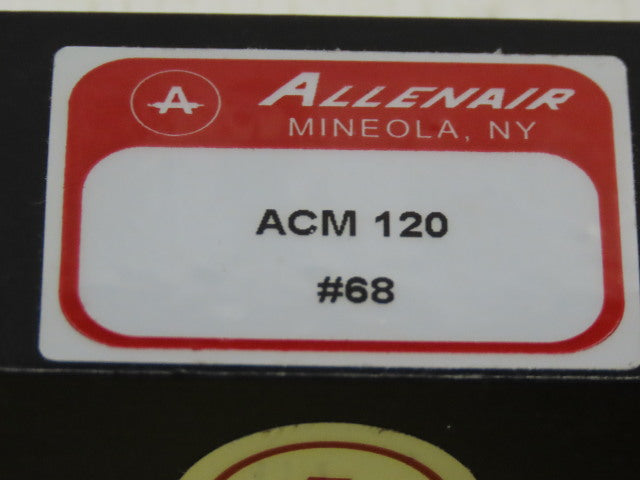 A ALLENAIR
MINEOLA, NY
ACM 120
#68